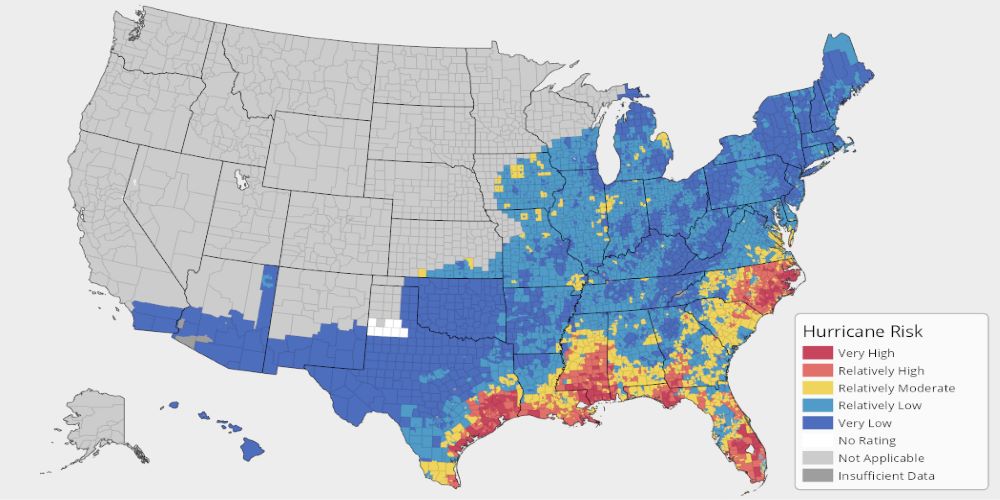 Hurricane Risk
Very High
Relatively High
Relatively Moderate
Relatively Low
Very Low
No Rating
Not Applicable
Insufficient Data